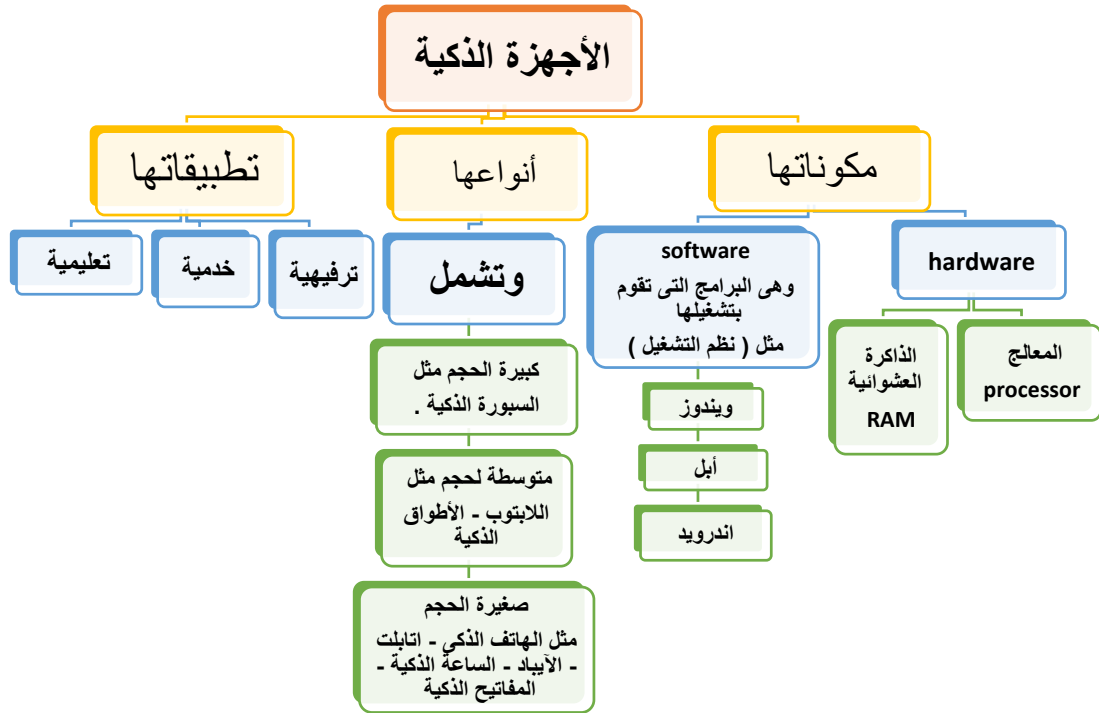 الأجهزة الذكية
مكوناتها
أنواعها
تطبيقاتها
hardware
software
وهى البرامج التى تقوم
بتشغيلها
مثل ( نظم التشغيل )
وتشمل
ترفيهية
خدمية
تعليمية
المعالج
processor
الذاكرة
العشوائية
RAM
ويندوز
أبل
اندرويد
كبيرة الحجم مثل
السبورة الذكية .
متوسطة لحجم مثل
اللابتوب - الأطواق
الذكية
صغيرة الحجم
مثل الهاتف الذكى - اتابلت
- الآيباد - الساعة الذكية -
المفاتيح الذكية